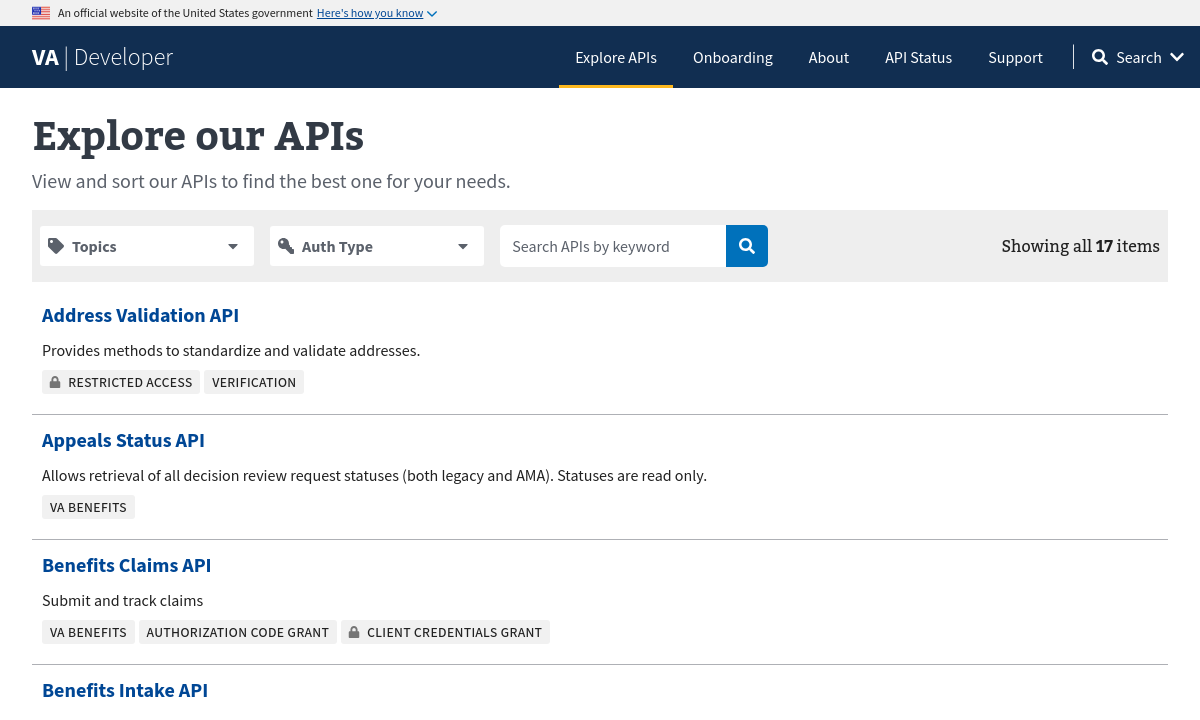 An official website of the United States government Here's how you know
VA | Developer
Explore APIs
Onboarding
About
API Status
Support
Search
Explore our APIs
View and sort our APIs to find the best one for your needs.
Topics
Auth Type
Search APIs by keyword
Showing all 17 items
Address Validation API
Provides methods to standardize and validate addresses.
RESTRICTED ACCESS
VERIFICATION
Appeals Status API
Allows retrieval of all decision review request statuses (both legacy and AMA). Statuses are read only.
VA BENEFITS
Benefits Claims API
Submit and track claims
VA BENEFITS
AUTHORIZATION CODE GRANT
CLIENT CREDENTIALS GRANT
Benefits Intake API